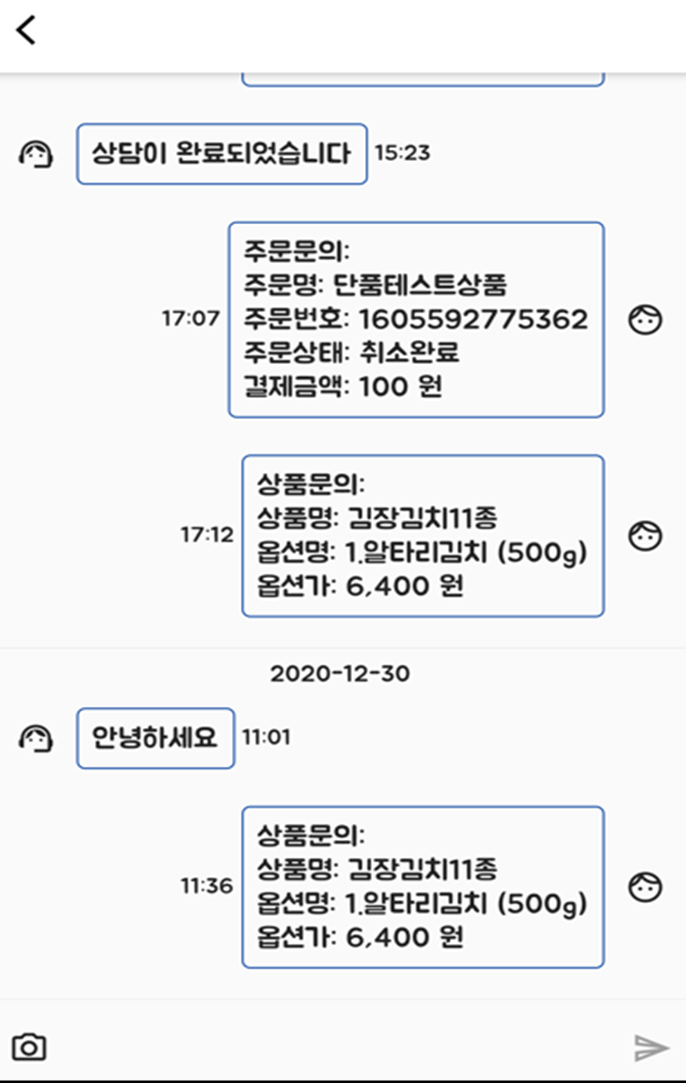 상담이 완료되었습니다 15:23
주문문의:
주문명: 단품테스트상품
17:07 주문번호: 1605592775362
주문상태: 취소완료
결제금액: 100 원
상품문의:
상품명: 김장김치11종
17:12 옵션명: 1.알타리김치 (500g)
옵션가: 6,400 원
2020-12-30
안녕하세요 11:01
상품문의:
상품명: 김장김치11종
11:36 옵션명: 1.알타리김치 (500g)
옵션가: 6,400 원